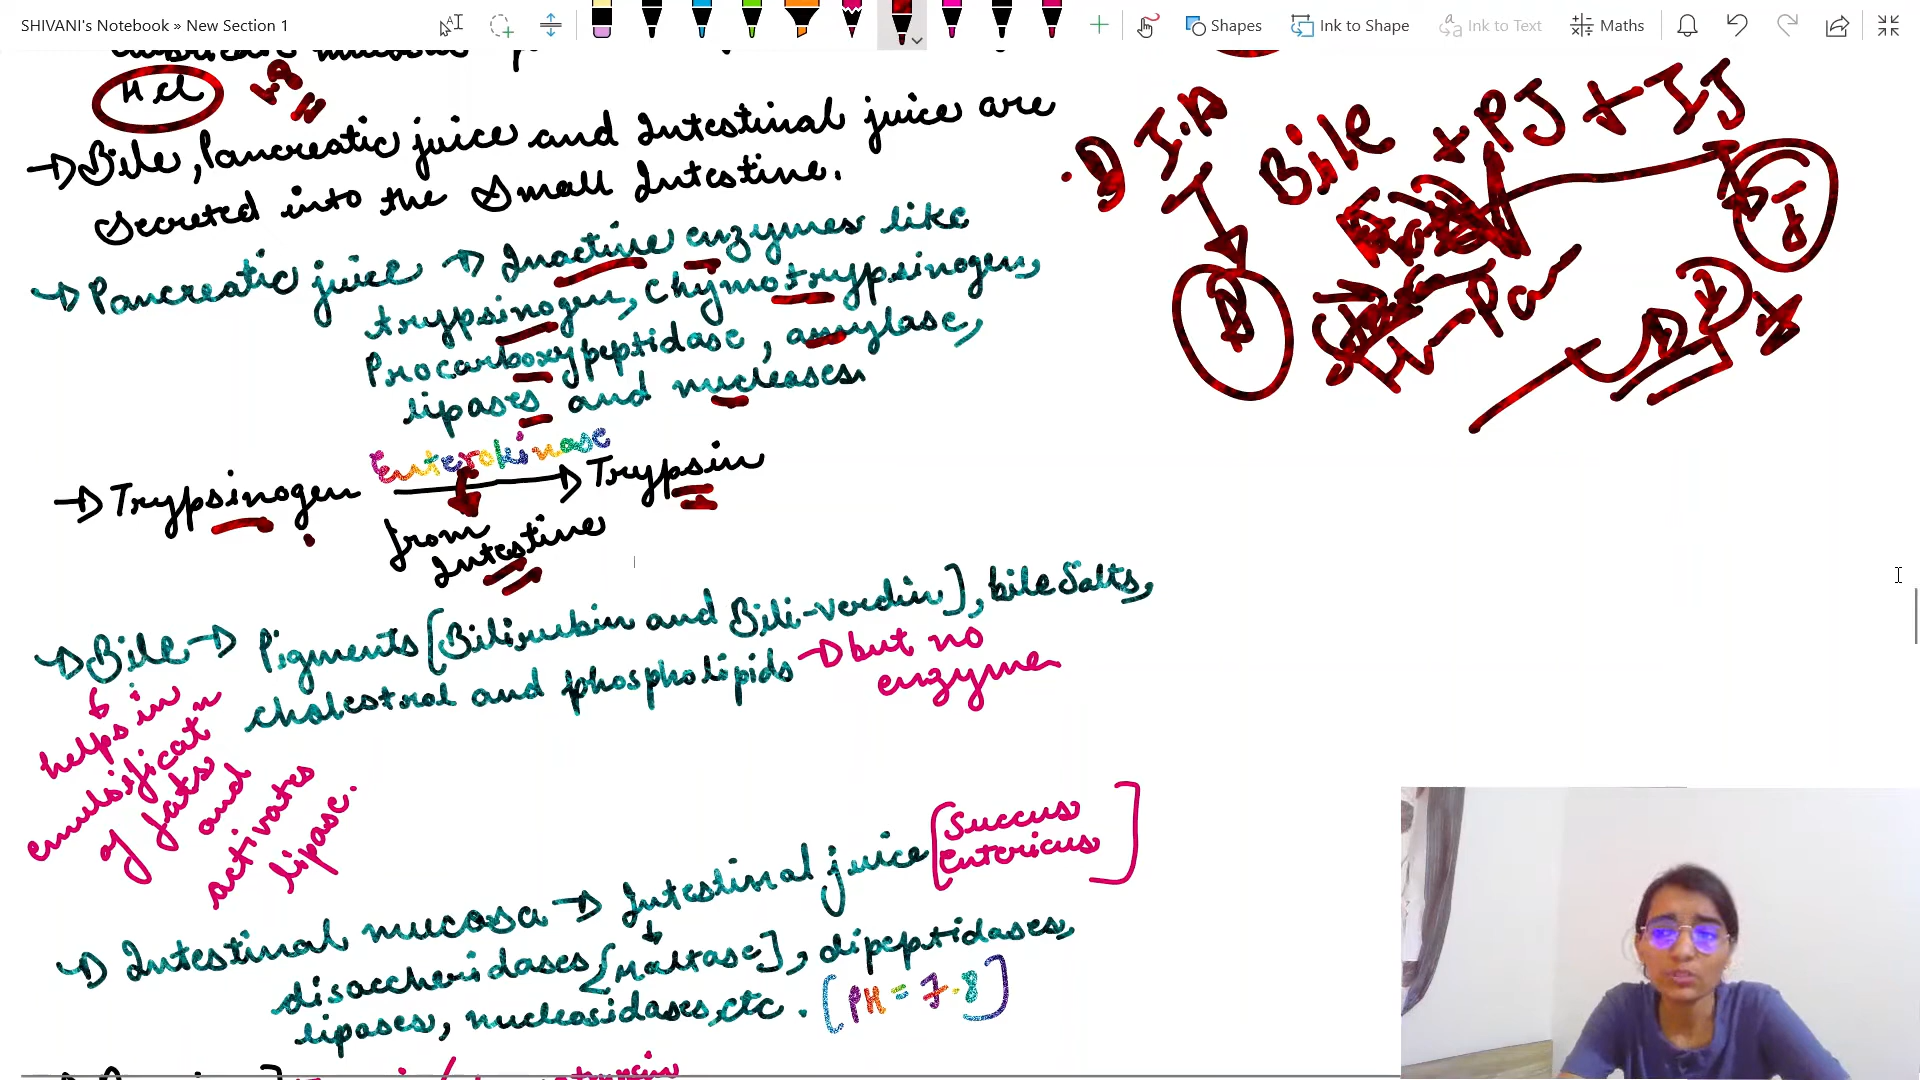 SHIVANI's Notebook » New Section 1
Shapes
Ink to Shape
Ink to Text
Maths
HCl
→ Bile, Pancreatic juice and Intestinal juice are
secreted into the Small Intestine.
→ Pancreatic juice → Inactive enzymes like
trypsinogen, Chymotrypsinogen,
Procarboxypeptidase, amylase,
lipases and nucleases.
Enterokinase
→ Trypsinogen → Trypsin
from
Intestine
→ Bile → Pigments [Bilirubin and Bili-verdin], bile Salts,
cholestrol and phospholipids → but no
enzyme
helps in
emulsificatn
of fats
and
activates
lipase.
→ Intestinal mucosa → Intestinal juice [Succus
Entericus]
disaccharidases [Maltase], dipeptidases,
lipases, nucleosidases, etc. [PH = 7.8]
Bile + PJ + IJ